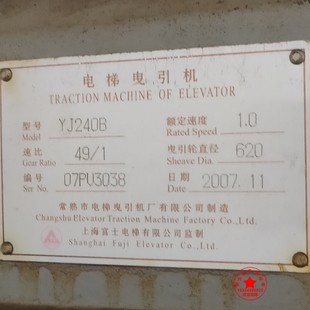 电梯曳引机
TRACTION MACHINE OF ELEVATOR
型号 Model YJ240B 额定速度 Rated Speed 1.0
速比 Gear Ratio 49/1 曳引轮直径 Sheave Dia. 620
编号 Ser No. 07PU3038 日期 Date 2007.11
常熟市电梯曳引机厂有限公司制造
Changshu Elevator Traction Machine Factory Co.,Ltd.
上海富士电梯有限公司监制
Shanghai Fuji Elevator Co.,Ltd.